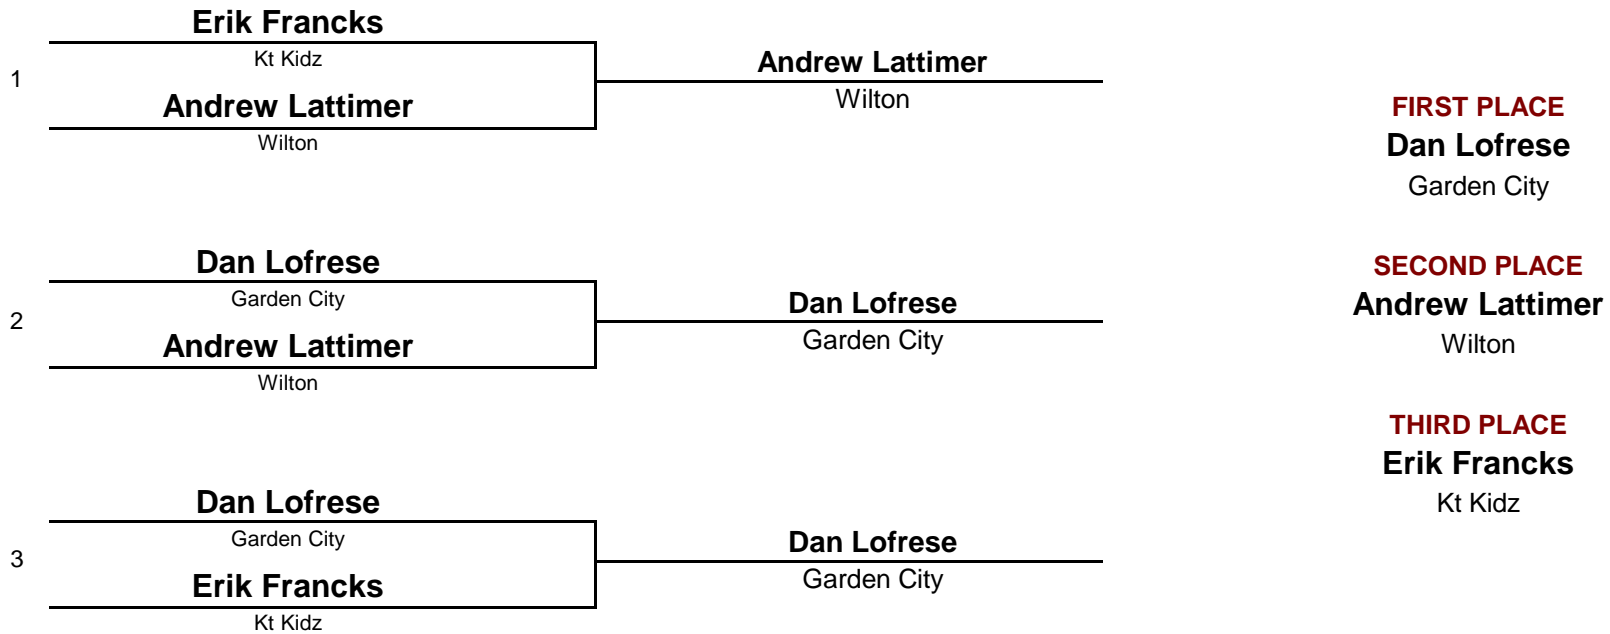 Erik Francks
Kt Kidz
1
Andrew Lattimer
Wilton
Andrew Lattimer
Wilton
Dan Lofrese
Garden City
2
Andrew Lattimer
Wilton
Dan Lofrese
Garden City
Dan Lofrese
Garden City
3
Erik Francks
Kt Kidz
Dan Lofrese
Garden City
FIRST PLACE
Dan Lofrese
Garden City
SECOND PLACE
Andrew Lattimer
Wilton
THIRD PLACE
Erik Francks
Kt Kidz